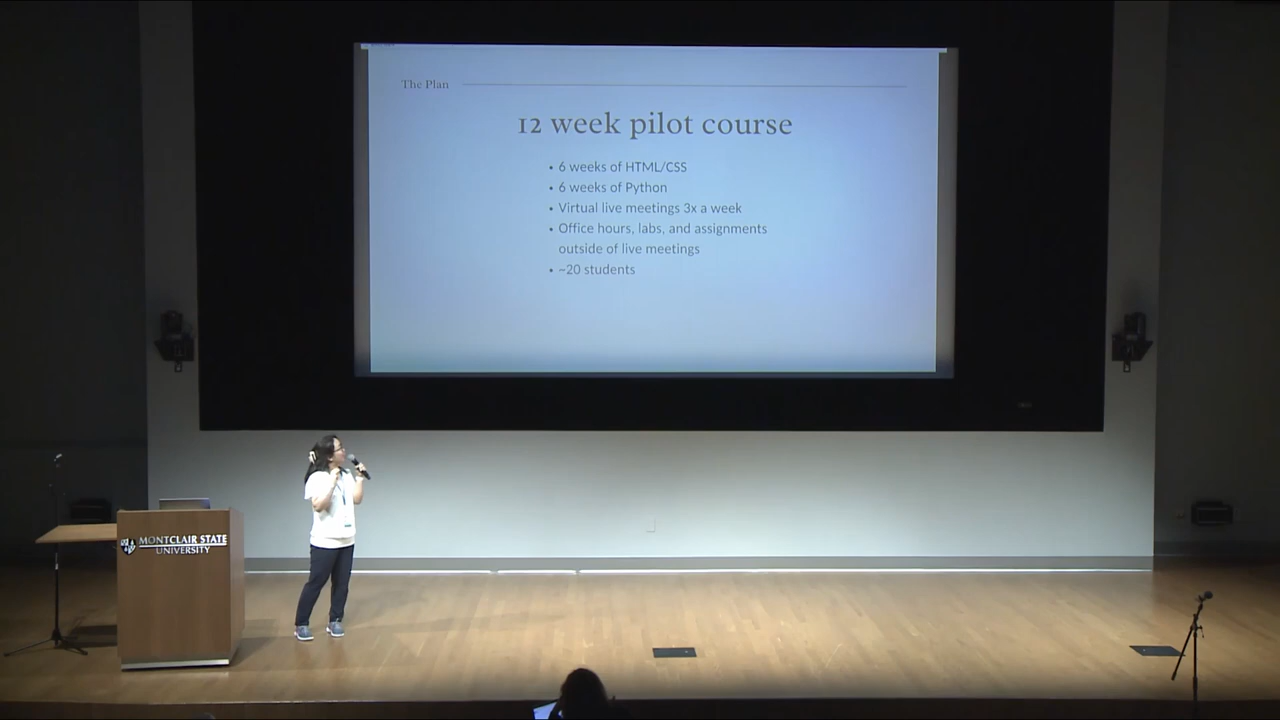 The Plan
12 week pilot course
• 6 weeks of HTML/CSS
• 6 weeks of Python
• Virtual live meetings 3x a week
• Office hours, labs, and assignments
outside of live meetings
• ~20 students
MONTCLAIR STATE
UNIVERSITY